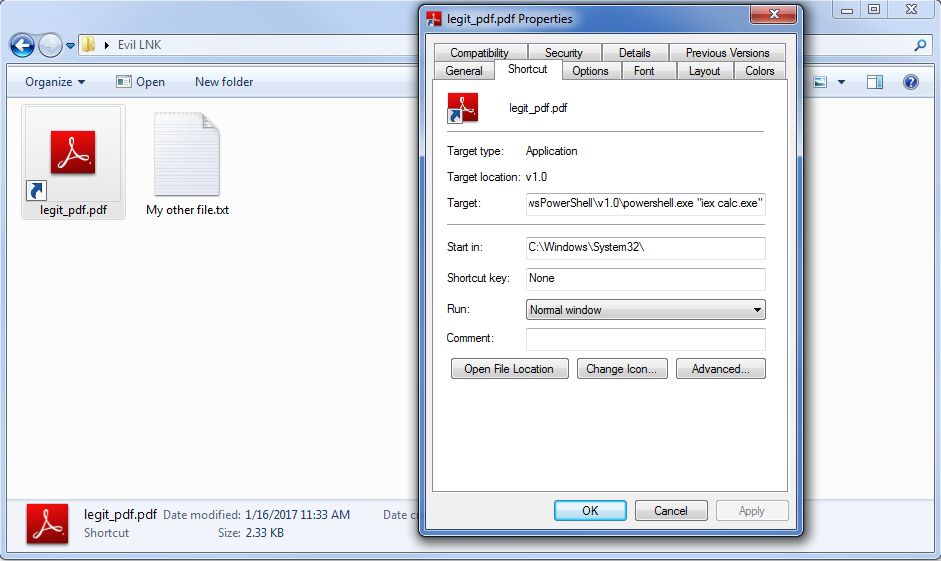 legit_pdf.pdf Properties
Evil LNK
Organize
Open
New folder
Compatibility Security Details Previous Versions
General Shortcut Options Font Layout Colors
legit_pdf.pdf
Target type: Application
Target location: v1.0
Target: wsPowerShell\v1.0\powershell.exe "iex calc.exe"
Start in: C:\Windows\System32\
Shortcut key: None
Run: Normal window
Comment:
Open File Location Change Icon... Advanced...
OK Cancel Apply
legit_pdf.pdf
My other file.txt
legit_pdf.pdf Date modified: 1/16/2017 11:33 AM Date c
Shortcut Size: 2.33 KB